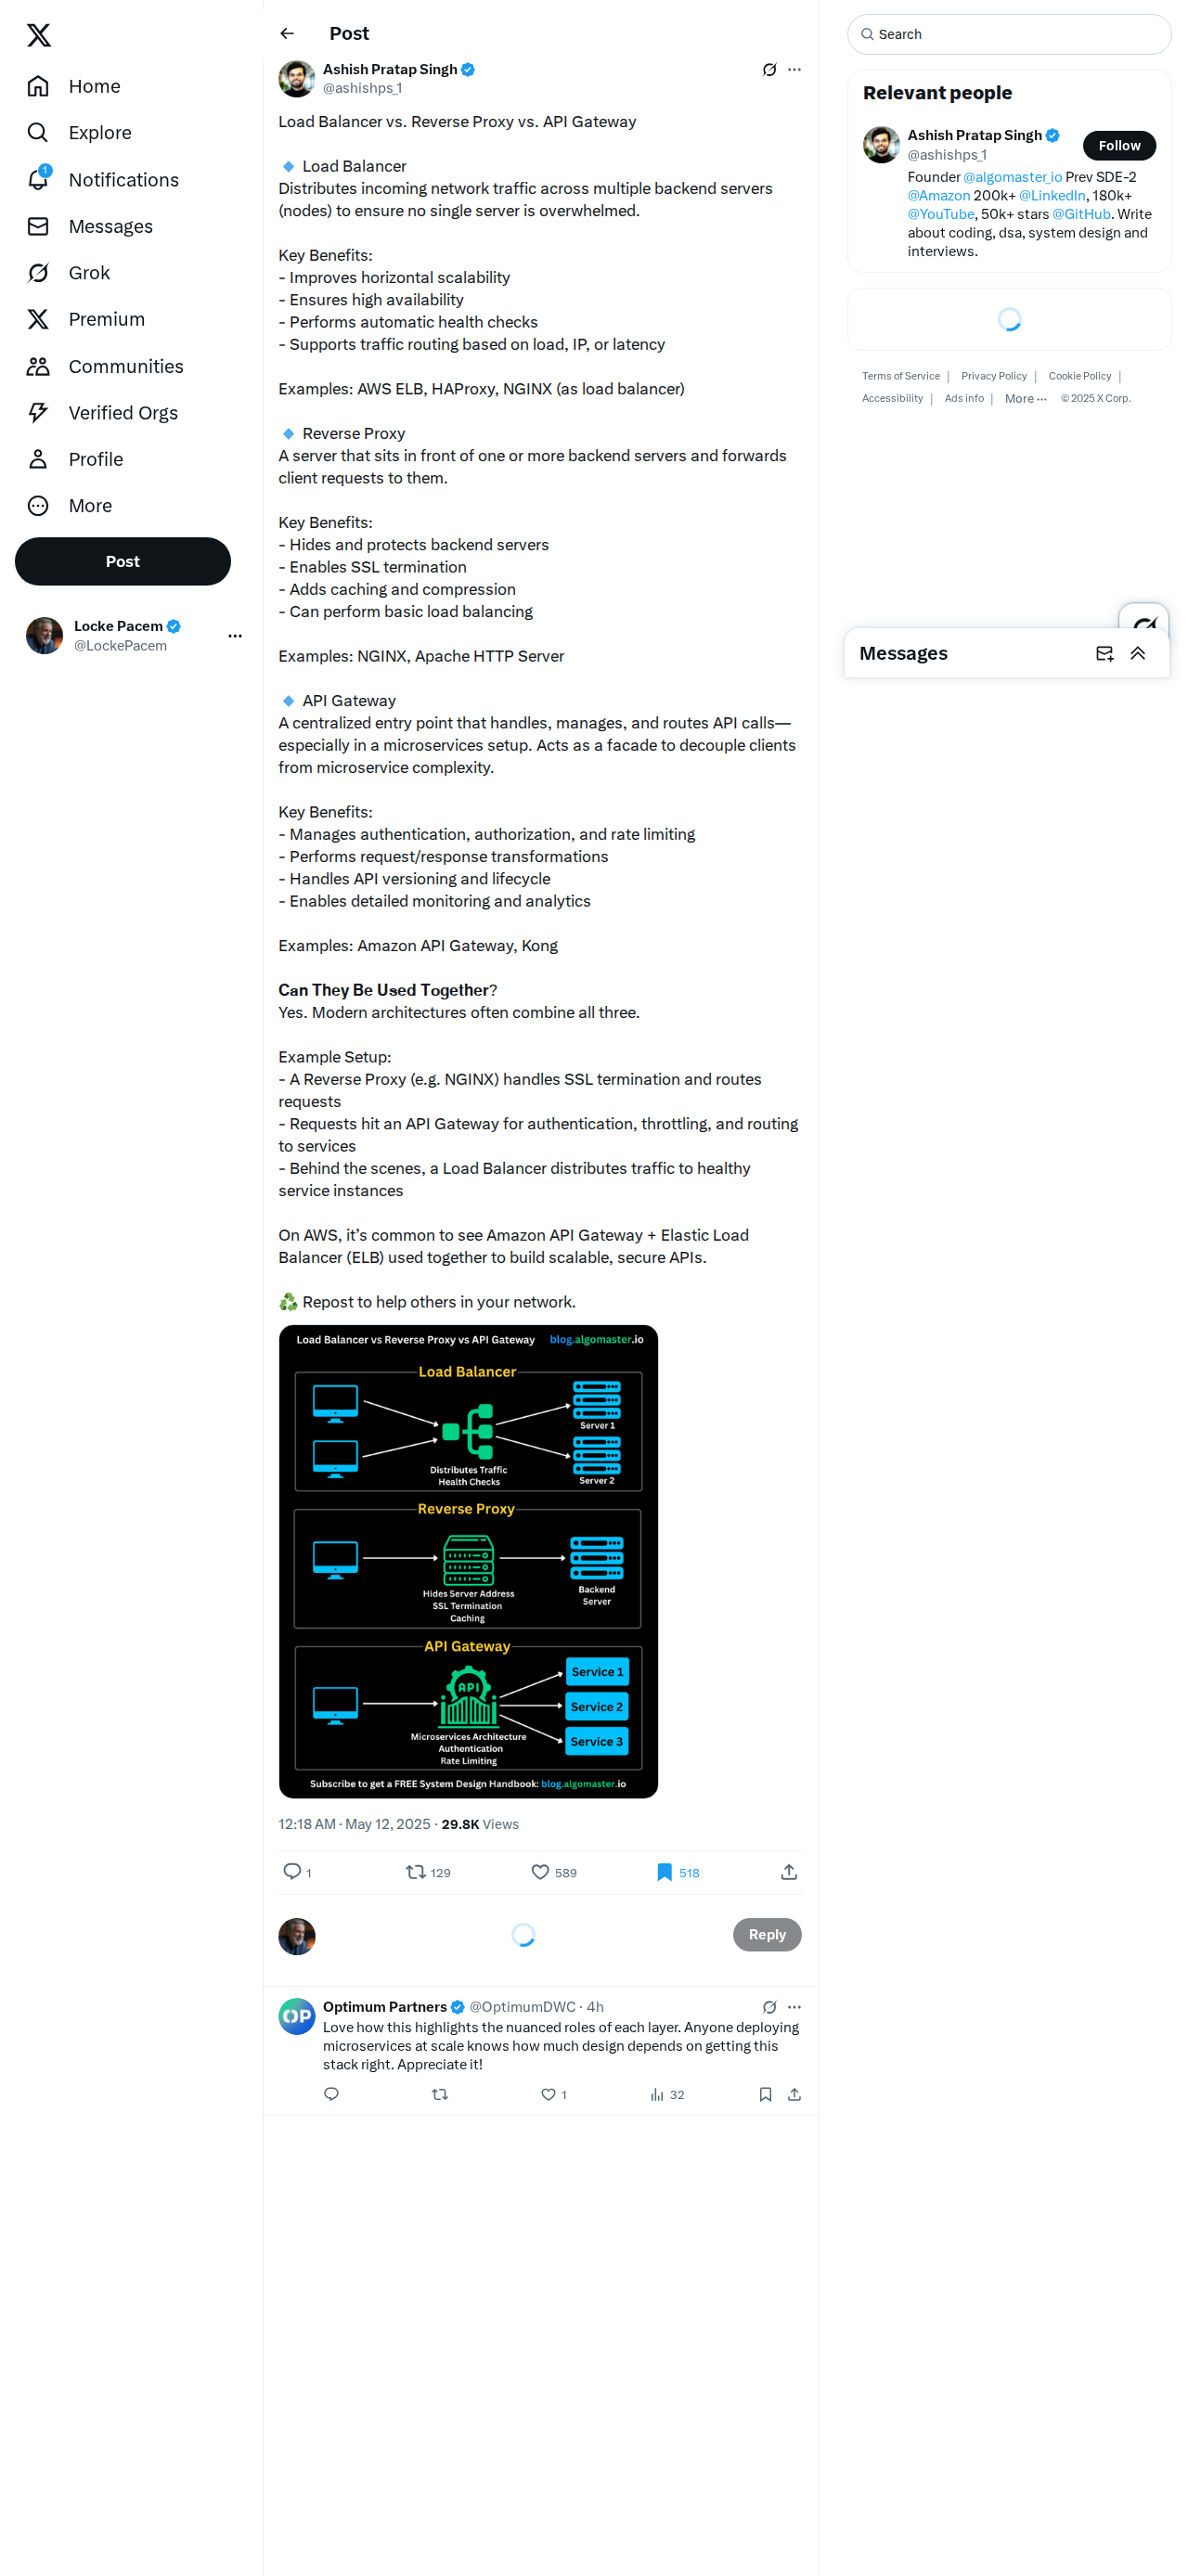 Home
Explore
1
Notifications
Messages
Grok
Premium
Communities
Verified Orgs
Profile
More
Post
Locke Pacem
@LockePacem
Post
Ashish Pratap Singh
@ashishps_1
Load Balancer vs. Reverse Proxy vs. API Gateway
🔹 Load Balancer
Distributes incoming network traffic across multiple backend servers
(nodes) to ensure no single server is overwhelmed.
Key Benefits:
- Improves horizontal scalability
- Ensures high availability
- Performs automatic health checks
- Supports traffic routing based on load, IP, or latency
Examples: AWS ELB, HAProxy, NGINX (as load balancer)
🔹 Reverse Proxy
A server that sits in front of one or more backend servers and forwards
client requests to them.
Key Benefits:
- Hides and protects backend servers
- Enables SSL termination
- Adds caching and compression
- Can perform basic load balancing
Examples: NGINX, Apache HTTP Server
🔹 API Gateway
A centralized entry point that handles, manages, and routes API calls—
especially in a microservices setup. Acts as a facade to decouple clients
from microservice complexity.
Key Benefits:
- Manages authentication, authorization, and rate limiting
- Performs request/response transformations
- Handles API versioning and lifecycle
- Enables detailed monitoring and analytics
Examples: Amazon API Gateway, Kong
Can They Be Used Together?
Yes. Modern architectures often combine all three.
Example Setup:
- A Reverse Proxy (e.g. NGINX) handles SSL termination and routes
requests
- Requests hit an API Gateway for authentication, throttling, and routing
to services
- Behind the scenes, a Load Balancer distributes traffic to healthy
service instances
On AWS, it’s common to see Amazon API Gateway + Elastic Load
Balancer (ELB) used together to build scalable, secure APIs.
♻️ Repost to help others in your network.
Load Balancer vs Reverse Proxy vs API Gateway blog.algomaster.io
Load Balancer
Server 1
Distributes Traffic
Health Checks
Server 2
Reverse Proxy
Hides Server Address
SSL Termination
Caching
Backend
Server
API Gateway
API
Service 1
Service 2
Service 3
Microservices Architecture
Authentication
Rate Limiting
Subscribe to get a FREE System Design Handbook: blog.algomaster.io
12:18 AM · May 12, 2025 · 29.8K Views
1 129 589 518
Reply
OP
Optimum Partners @OptimumDWC · 4h
Love how this highlights the nuanced roles of each layer. Anyone deploying
microservices at scale knows how much design depends on getting this
stack right. Appreciate it!
1 32
Search
Relevant people
Ashish Pratap Singh
@ashishps_1
Follow
Founder @algomaster_io Prev SDE-2
@Amazon 200k+ @LinkedIn, 180k+
@YouTube, 50k+ stars @GitHub. Write
about coding, dsa, system design and
interviews.
Terms of Service | Privacy Policy | Cookie Policy |
Accessibility | Ads info | More ··· © 2025 X Corp.
Messages